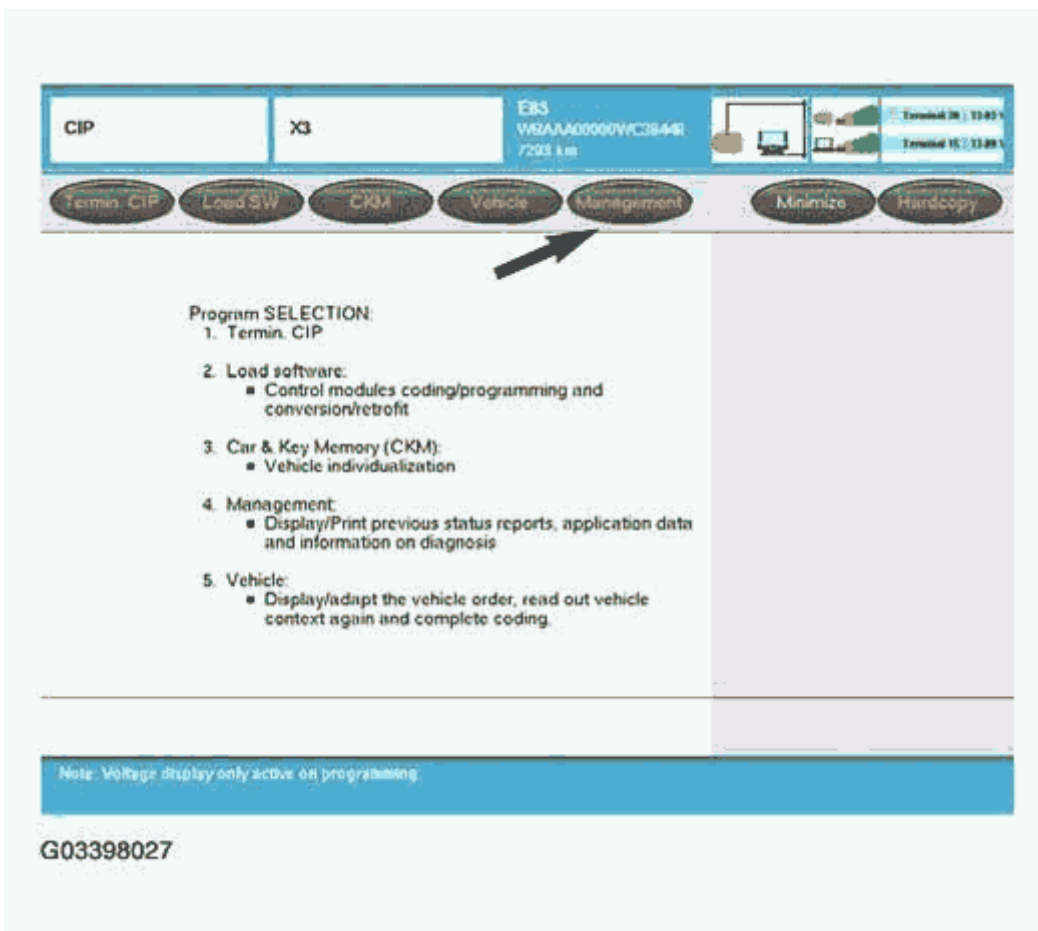 CIP
X3
E83
7293 km
Termin. CIP
Load SW
CKM
Vehicle
Management
Minimize
Hardcopy
Program SELECTION:
1. Termin. CIP
2. Load software:
■ Control modules coding/programming and
conversion/retrofit
3. Car & Key Memory (CKM):
■ Vehicle individualization
4. Management:
■ Display/Print previous status reports, application data
and information on diagnosis
5. Vehicle:
■ Display/adapt the vehicle order, read out vehicle
context again and complete coding.
Note: Voltage display only active on programming
G03398027